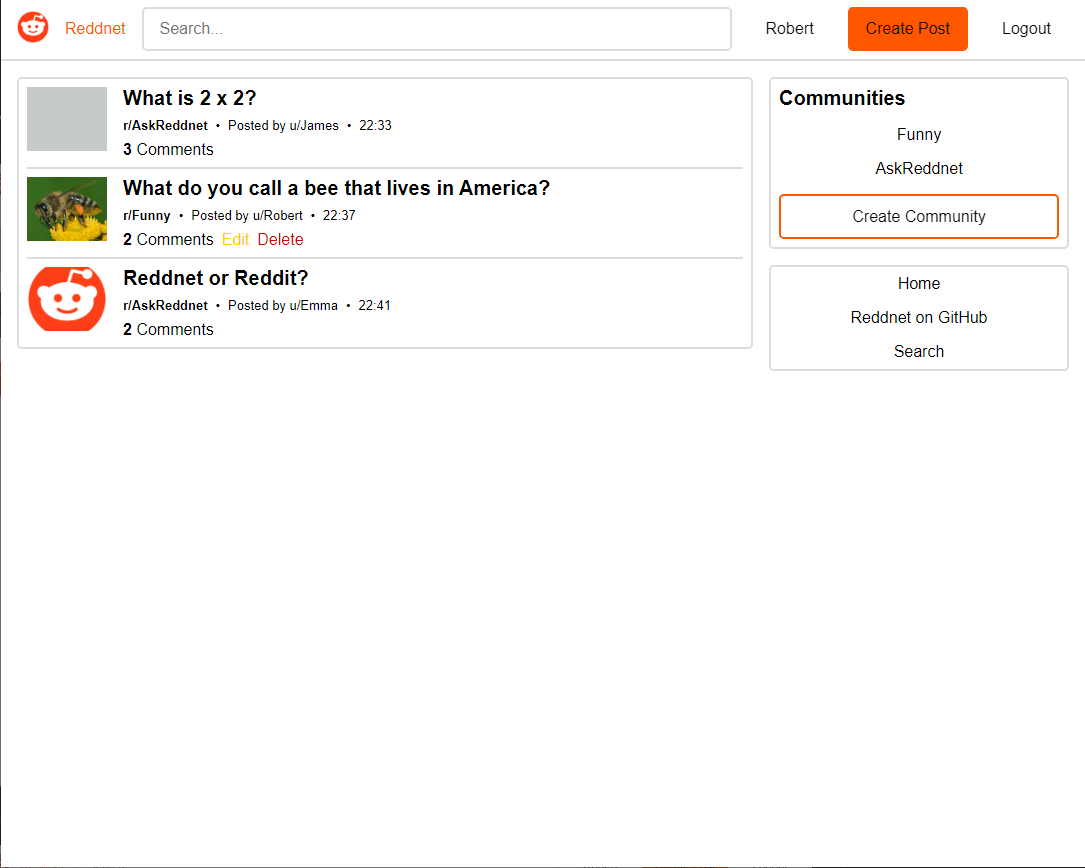 Reddnet
Search...
Robert
Create Post
Logout
What is 2 x 2?
r/AskReddnet • Posted by u/James • 22:33
3 Comments
What do you call a bee that lives in America?
r/Funny • Posted by u/Robert • 22:37
2 Comments Edit Delete
Reddnet or Reddit?
r/AskReddnet • Posted by u/Emma • 22:41
2 Comments
Communities
Funny
AskReddnet
Create Community
Home
Reddnet on GitHub
Search